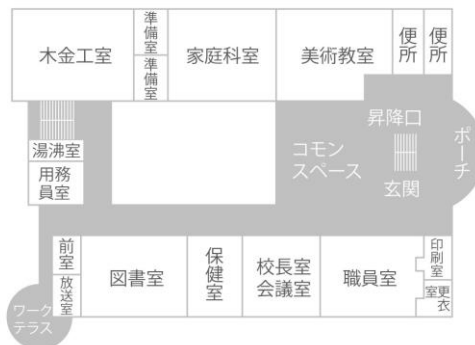 木金工室
準備室
準備室
家庭科室
美術教室
便所
便所
昇降口
コモン
スペース
玄関
ポーチ
湯沸室
用務
員室
前室
放送室
図書室
保健室
校長室
会議室
職員室
印刷室
更衣
室
ワーク
テラス